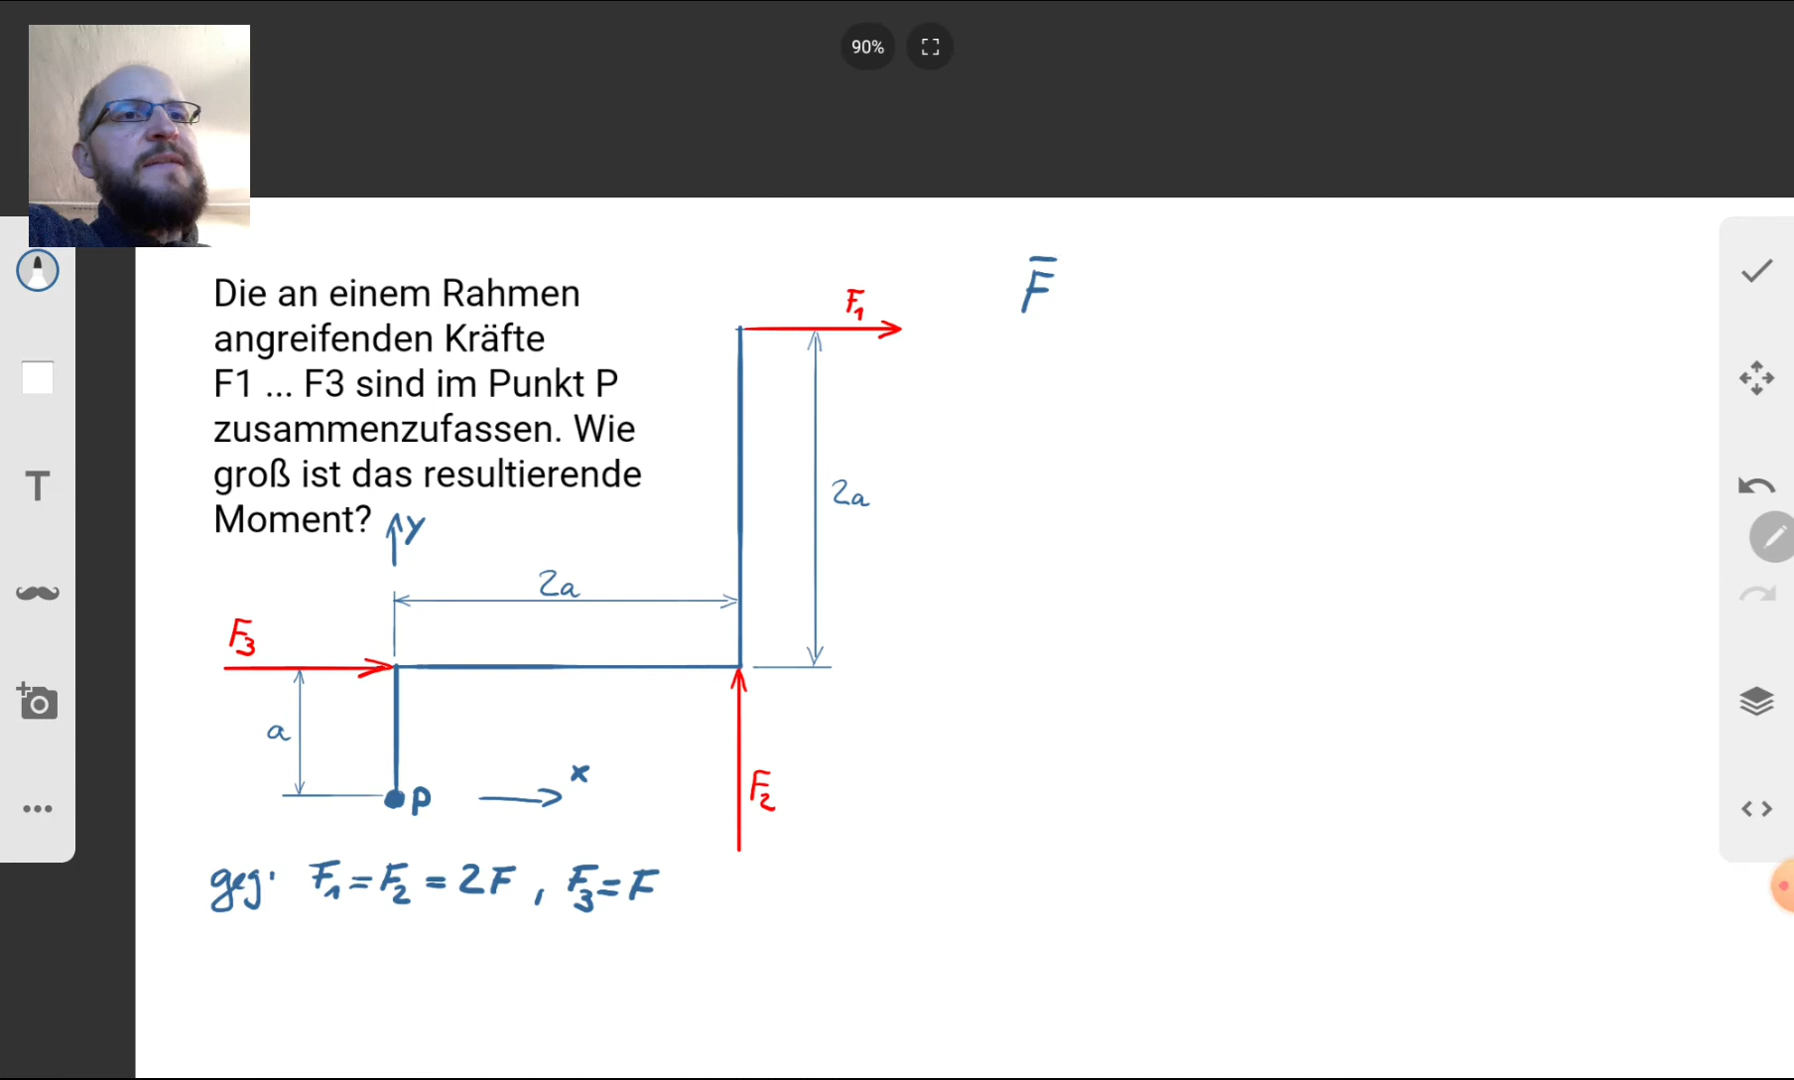 90%
Die an einem Rahmen
angreifenden Kräfte
F1 ... F3 sind im Punkt P
zusammenzufassen. Wie
groß ist das resultierende
Moment?
y
F̅
F₁
2a
2a
F₃
a
P
x
F₂
geg: F₁ = F₂ = 2F, F₃ = F
T